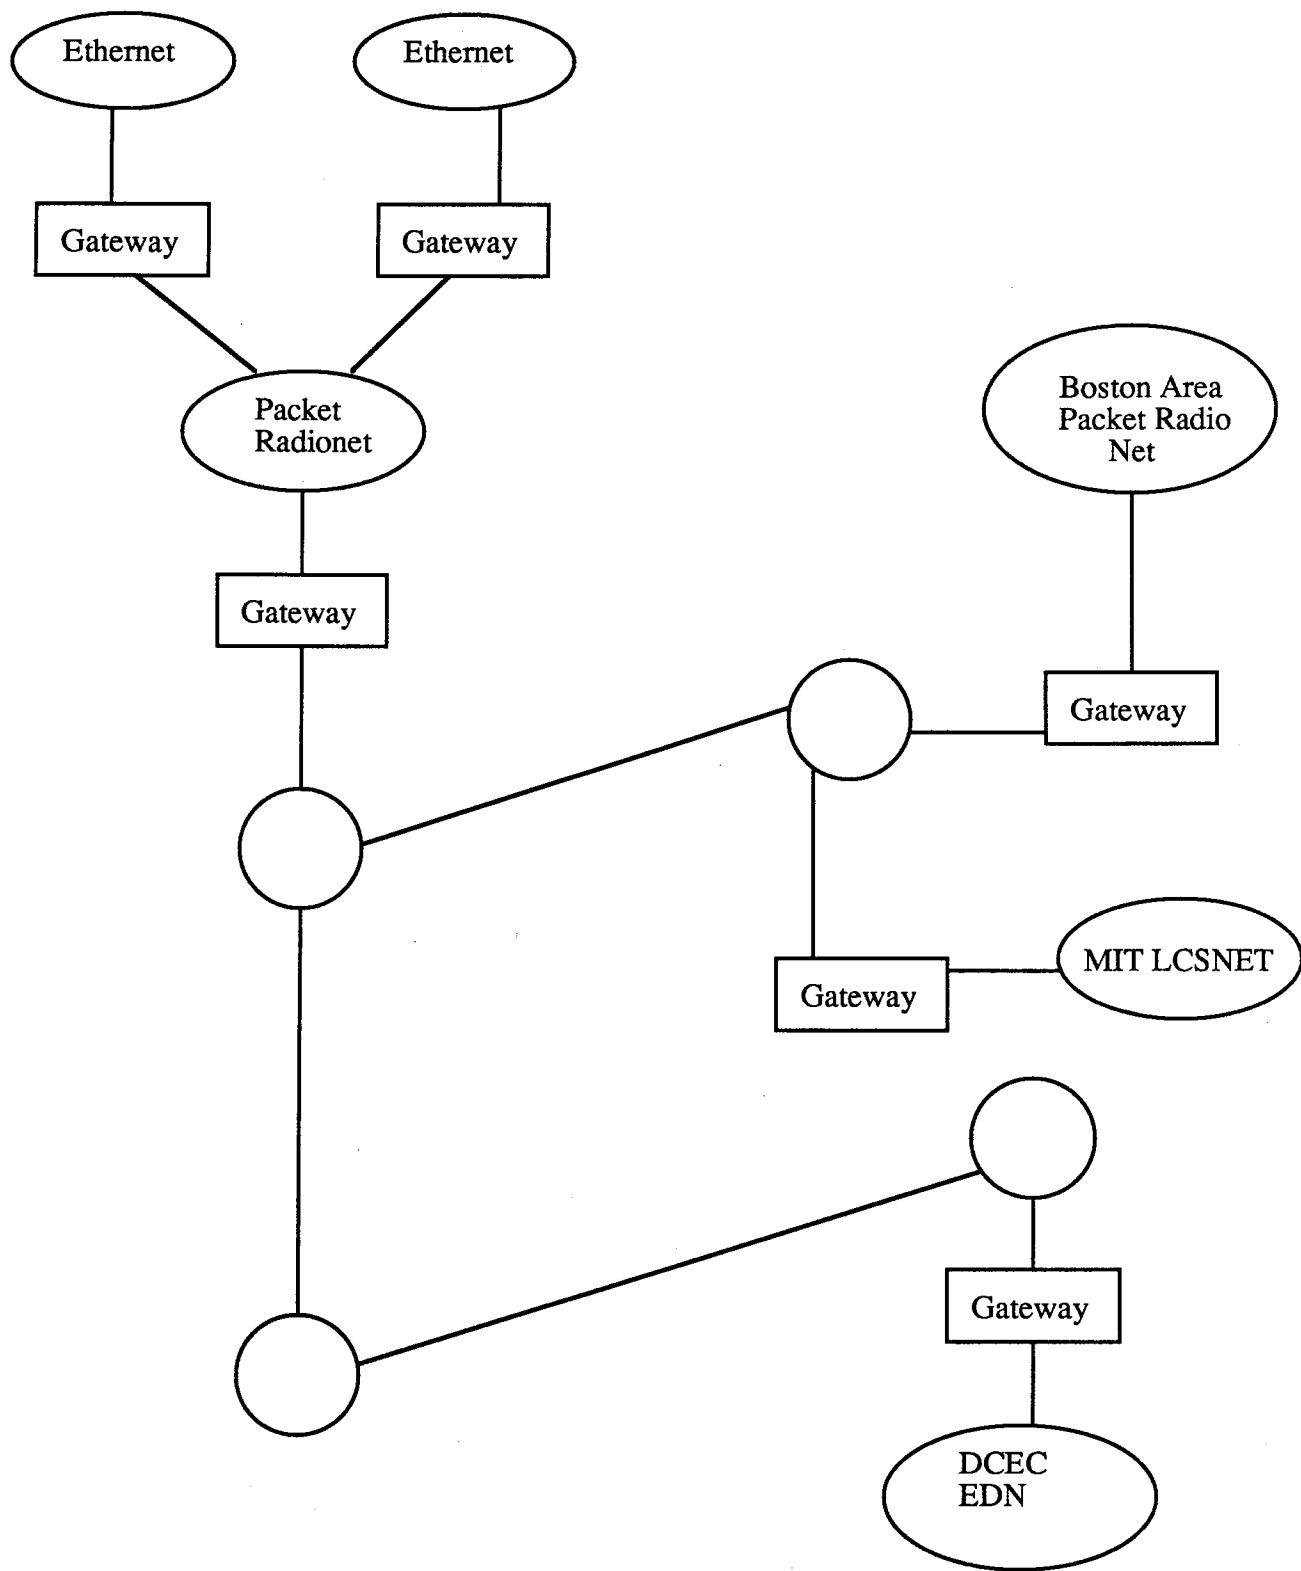 Ethernet
Ethernet
Gateway
Gateway
Packet
Radionet
Boston Area
Packet Radio
Net
Gateway
Gateway
MIT LCSNET
Gateway
Gateway
DCEC
EDN